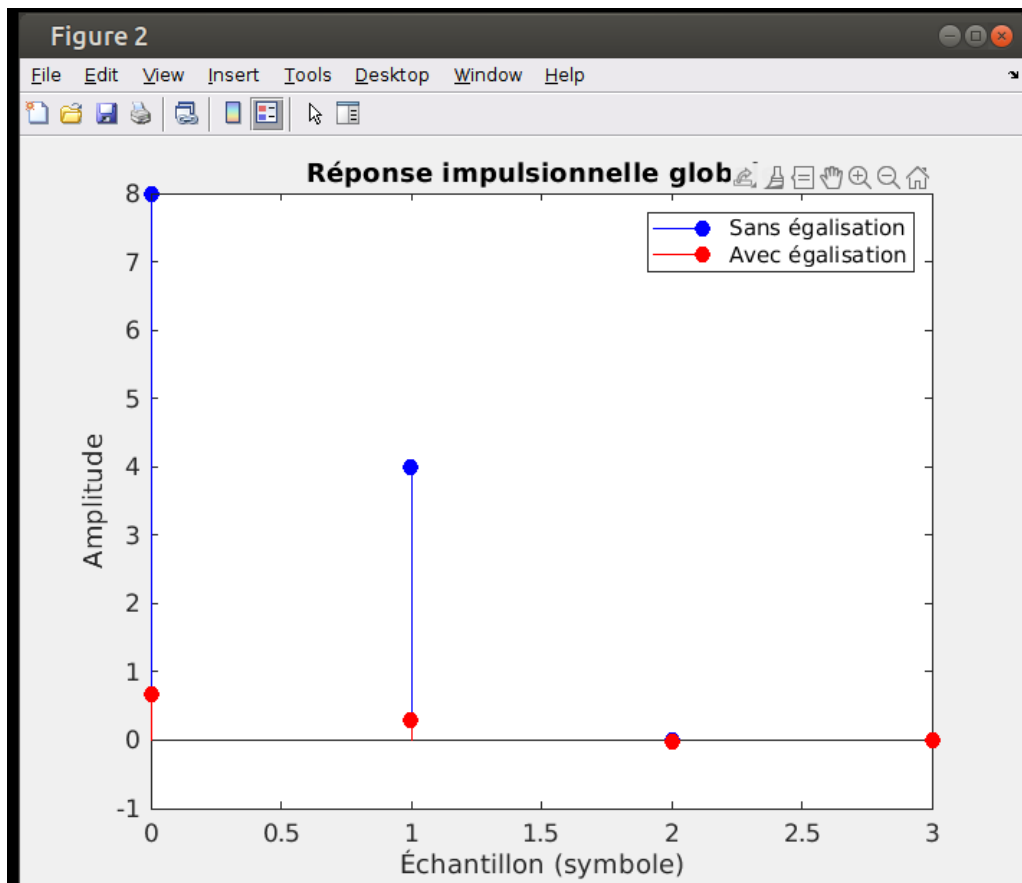 Figure 2
File Edit View Insert Tools Desktop Window Help
Réponse impulsionnelle glob
8
7
6
5
4
3
2
1
0
-1
Amplitude
Sans égalisation
Avec égalisation
0 0.5 1 1.5 2 2.5 3
Échantillon (symbole)